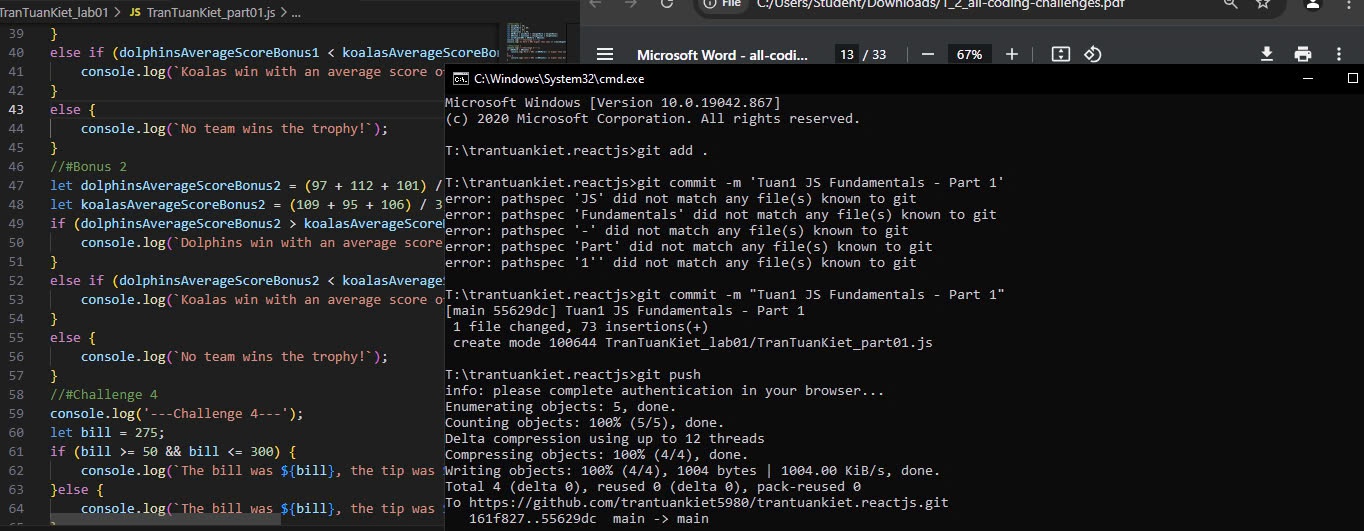 TranTuanKiet_lab01 > JS TranTuanKiet_part01.js > ...
39 }
40 else if (dolphinsAverageScoreBonus1 < koalasAverageScoreBo
41 console.log(`Koalas win with an average score o
42 }
43 else {
44 console.log(`No team wins the trophy!`);
45 }
46 //#Bonus 2
47 let dolphinsAverageScoreBonus2 = (97 + 112 + 101) /
48 let koalasAverageScoreBonus2 = (109 + 95 + 106) / 3
49 if (dolphinsAverageScoreBonus2 > koalasAverageScore
50 console.log(`Dolphins win with an average score
51 }
52 else if (dolphinsAverageScoreBonus2 < koalasAverage
53 console.log(`Koalas win with an average score o
54 }
55 else {
56 console.log(`No team wins the trophy!`);
57 }
58 //#Challenge 4
59 console.log('---Challenge 4---');
60 let bill = 275;
61 if (bill >= 50 && bill <= 300) {
62 console.log(`The bill was ${bill}, the tip was
63 }else {
64 console.log(`The bill was ${bill}, the tip was
File C:/Users/Student/Downloads/1_2_all-coding-challenges.pdf
Microsoft Word - all-codi... 13 / 33 — 67% +
C:\Windows\System32\cmd.exe
Microsoft Windows [Version 10.0.19042.867]
(c) 2020 Microsoft Corporation. All rights reserved.
T:\trantuankiet.reactjs>git add .
T:\trantuankiet.reactjs>git commit -m 'Tuan1 JS Fundamentals - Part 1'
error: pathspec 'JS' did not match any file(s) known to git
error: pathspec 'Fundamentals' did not match any file(s) known to git
error: pathspec '-' did not match any file(s) known to git
error: pathspec 'Part' did not match any file(s) known to git
error: pathspec '1'' did not match any file(s) known to git
T:\trantuankiet.reactjs>git commit -m "Tuan1 JS Fundamentals - Part 1"
[main 55629dc] Tuan1 JS Fundamentals - Part 1
1 file changed, 73 insertions(+)
create mode 100644 TranTuanKiet_lab01/TranTuanKiet_part01.js
T:\trantuankiet.reactjs>git push
info: please complete authentication in your browser...
Enumerating objects: 5, done.
Counting objects: 100% (5/5), done.
Delta compression using up to 12 threads
Compressing objects: 100% (4/4), done.
Writing objects: 100% (4/4), 1004 bytes | 1004.00 KiB/s, done.
Total 4 (delta 0), reused 0 (delta 0), pack-reused 0
To https://github.com/trantuankiet5980/trantuankiet.reactjs.git
161f827..55629dc main -> main